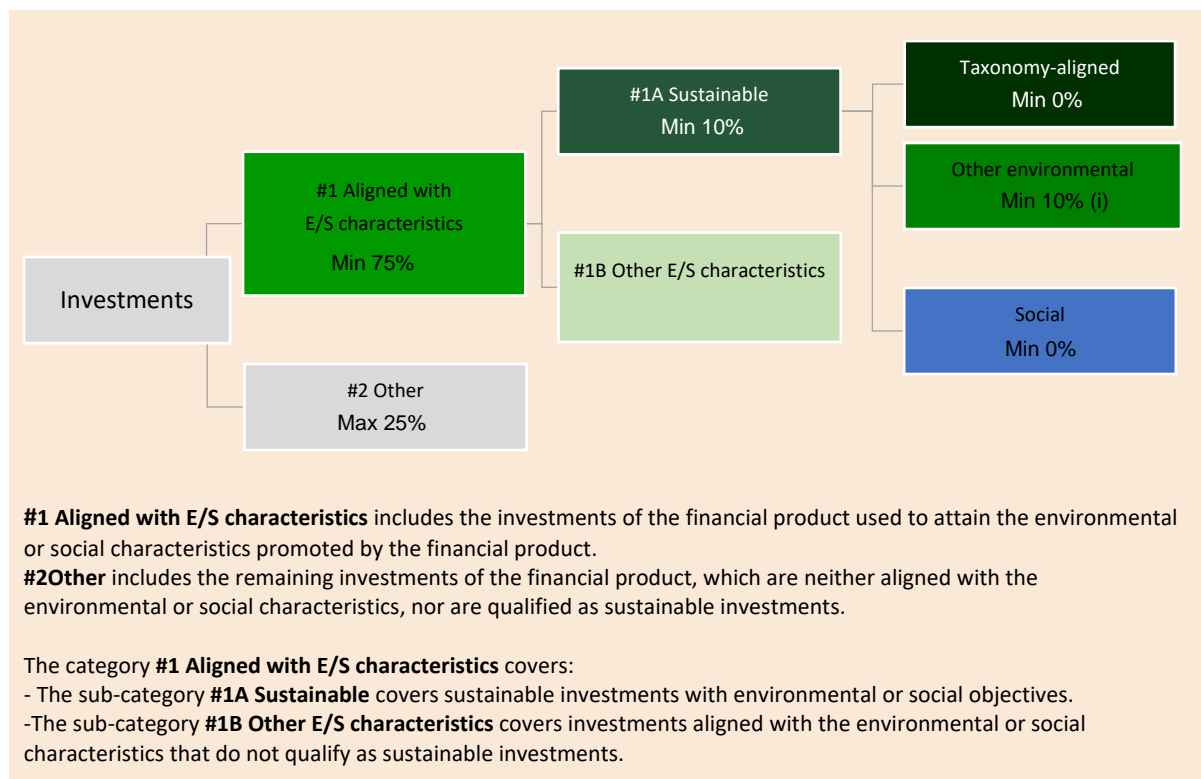 Investments
#1 Aligned with
E/S characteristics
Min 75%
#2 Other
Max 25%
#1A Sustainable
Min 10%
#1B Other E/S characteristics
Taxonomy-aligned
Min 0%
Other environmental
Min 10% (i)
Social
Min 0%
#1 Aligned with E/S characteristics includes the investments of the financial product used to attain the environmental
or social characteristics promoted by the financial product.
#2Other includes the remaining investments of the financial product, which are neither aligned with the
environmental or social characteristics, nor are qualified as sustainable investments.
The category #1 Aligned with E/S characteristics covers:
- The sub-category #1A Sustainable covers sustainable investments with environmental or social objectives.
-The sub-category #1B Other E/S characteristics covers investments aligned with the environmental or social
characteristics that do not qualify as sustainable investments.